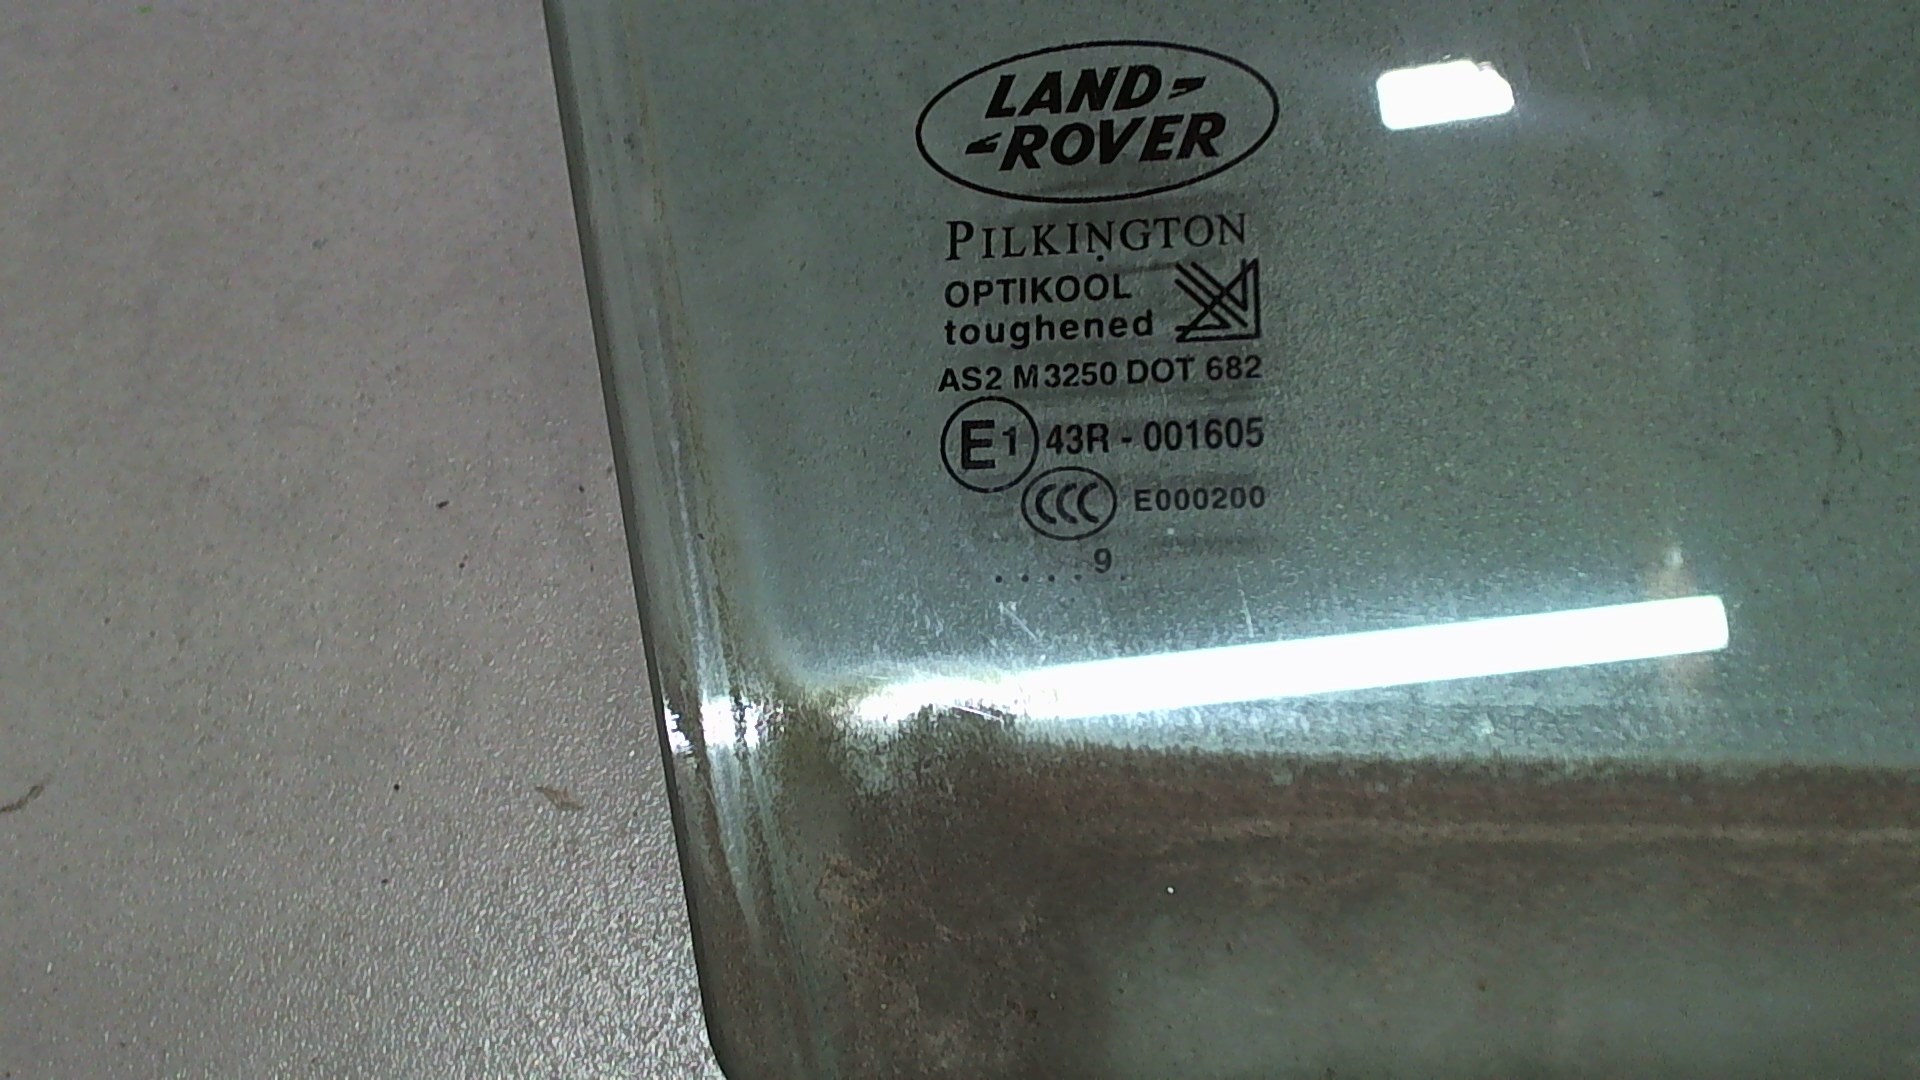 LAND-
-ROVER
PILKINGTON
OPTIKOOL
toughened
AS2 M3250 DOT 682
E1 43R - 001605
CCC E000200
....9.